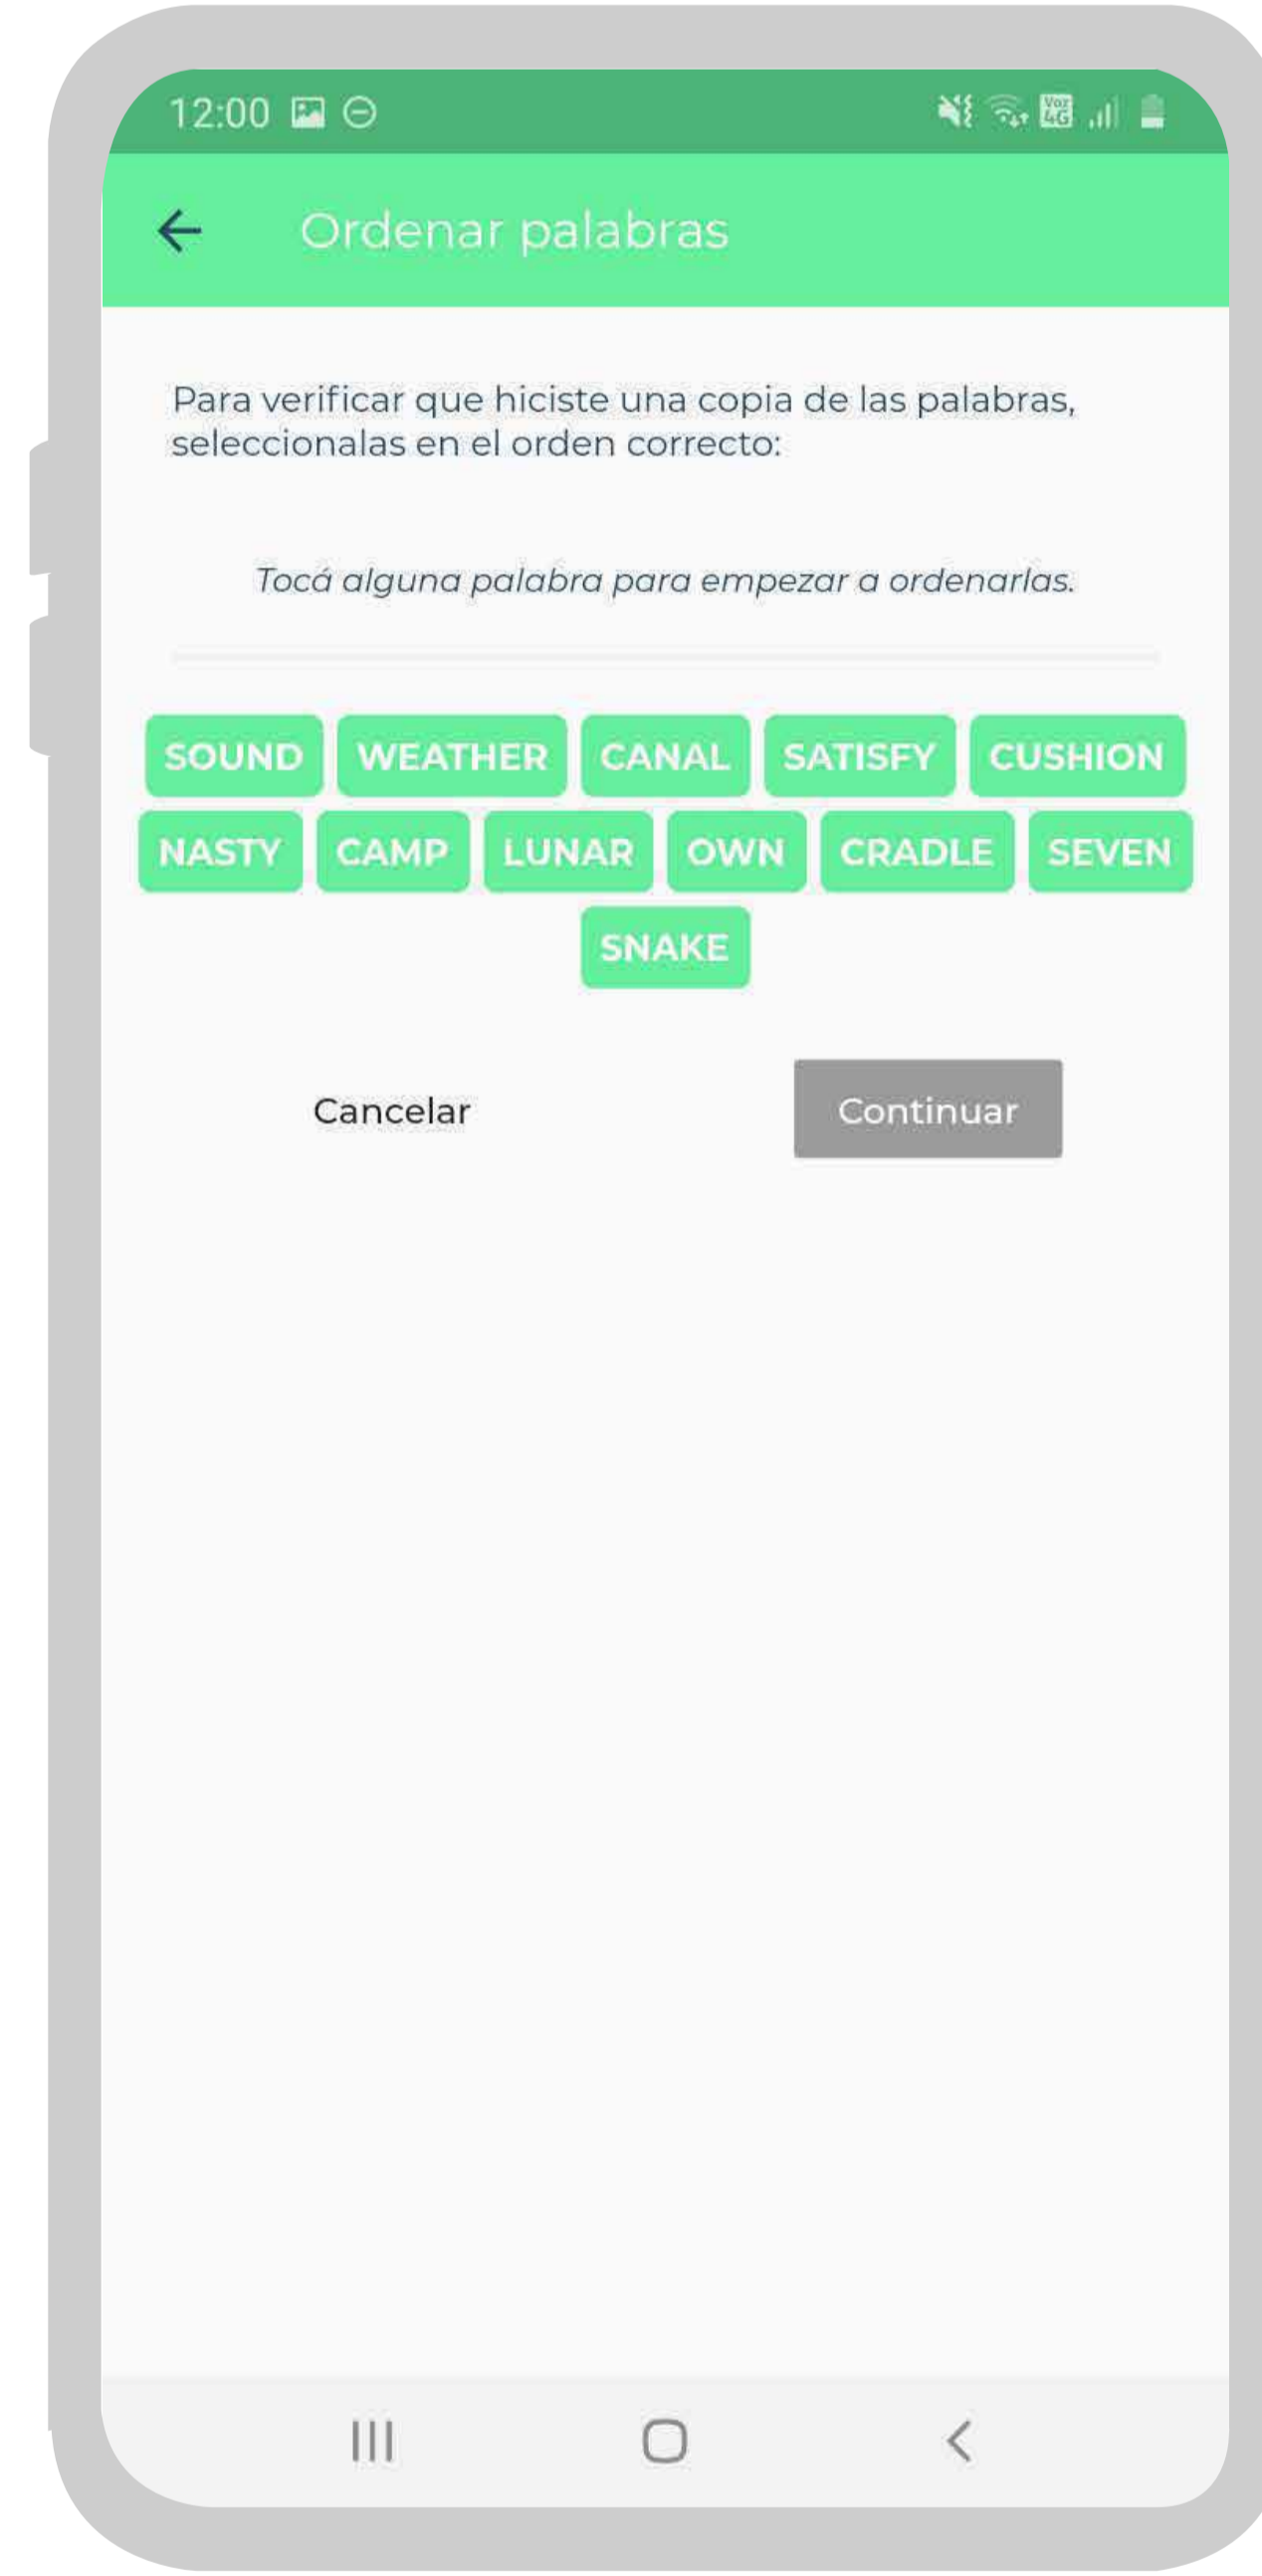 12:00
Voz
4G
Ordenar palabras
Para verificar que hiciste una copia de las palabras,
seleccionalas en el orden correcto:
Tocá alguna palabra para empezar a ordenarlas.
SOUND WEATHER CANAL SATISFY CUSHION
NASTY CAMP LUNAR OWN CRADLE SEVEN
SNAKE
Cancelar Continuar